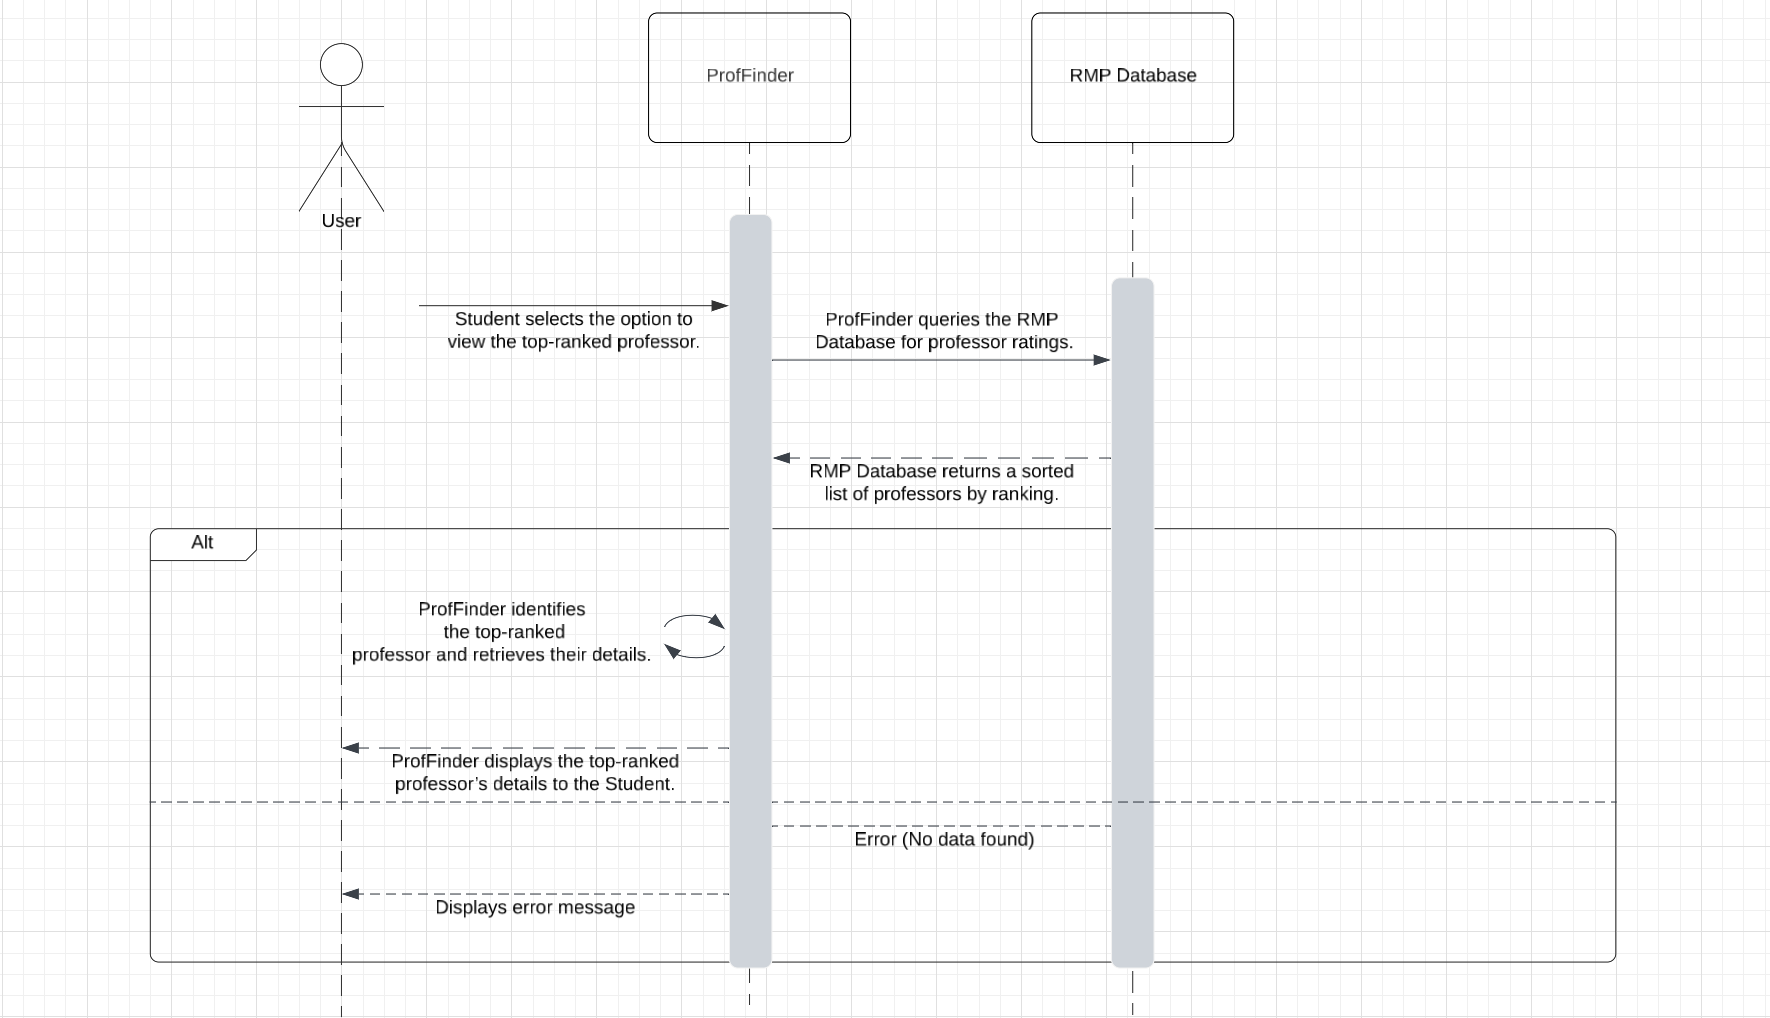 ProfFinder
RMP Database
User
Student selects the option to
view the top-ranked professor.
ProfFinder queries the RMP
Database for professor ratings.
RMP Database returns a sorted
list of professors by ranking.
Alt
ProfFinder identifies
the top-ranked
professor and retrieves their details.
ProfFinder displays the top-ranked
professor’s details to the Student.
Error (No data found)
Displays error message